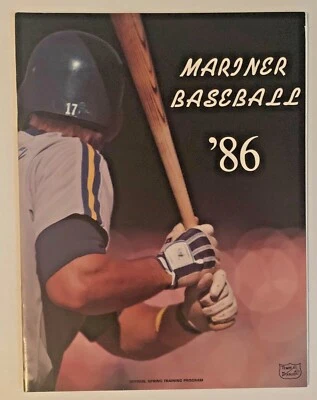 MARINER
BASEBALL
'86
17
OFFICIAL SPRING TRAINING PROGRAM